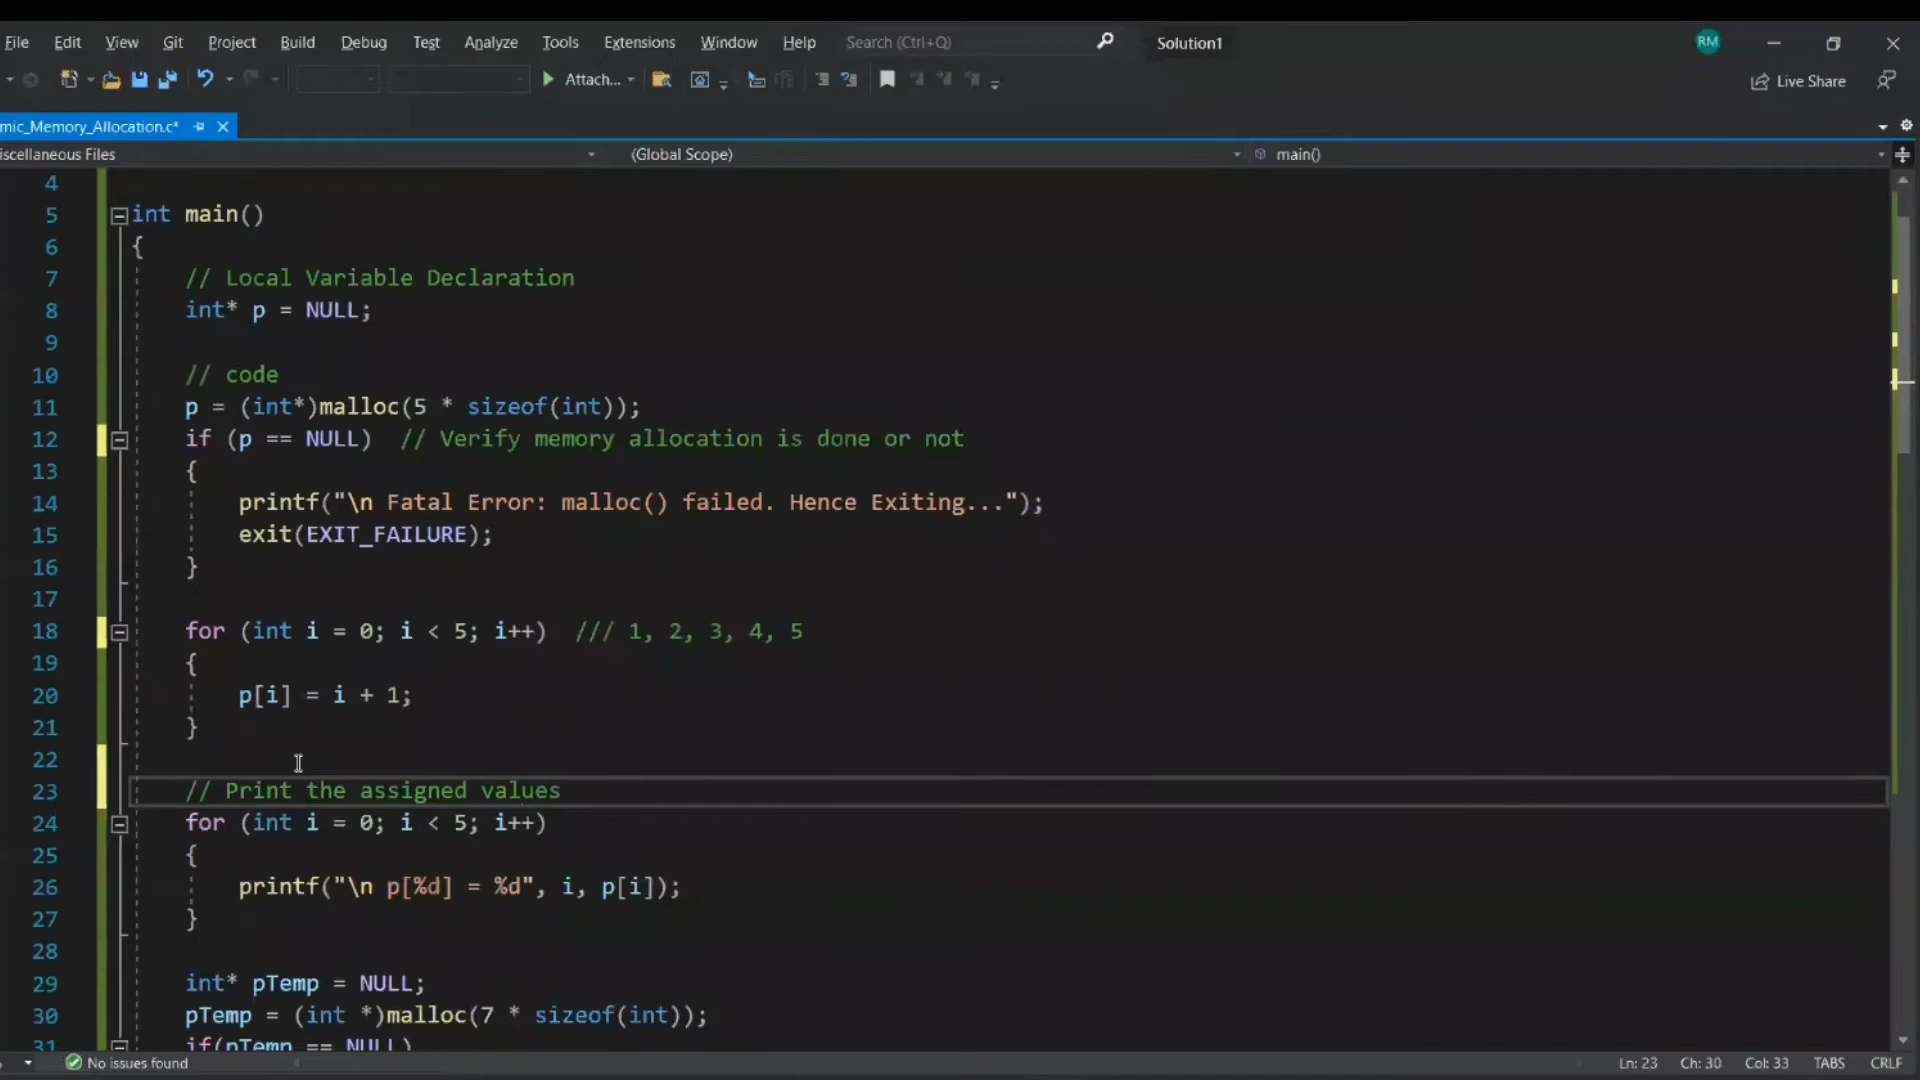 File Edit View Git Project Build Debug Test Analyze Tools Extensions Window Help Search (Ctrl+Q) Solution1 RM
Attach... Live Share
mic_Memory_Allocation.c*
iscellaneous Files (Global Scope) main()
4
5 int main()
6 {
7 // Local Variable Declaration
8 int* p = NULL;
9
10 // code
11 p = (int*)malloc(5 * sizeof(int));
12 if (p == NULL) // Verify memory allocation is done or not
13 {
14 printf("\n Fatal Error: malloc() failed. Hence Exiting...");
15 exit(EXIT_FAILURE);
16 }
17
18 for (int i = 0; i < 5; i++) /// 1, 2, 3, 4, 5
19 {
20 p[i] = i + 1;
21 }
22
23 // Print the assigned values
24 for (int i = 0; i < 5; i++)
25 {
26 printf("\n p[%d] = %d", i, p[i]);
27 }
28
29 int* pTemp = NULL;
30 pTemp = (int *)malloc(7 * sizeof(int));
31 if(pTemp == NULL)
No issues found Ln: 23 Ch: 30 Col: 33 TABS CRLF